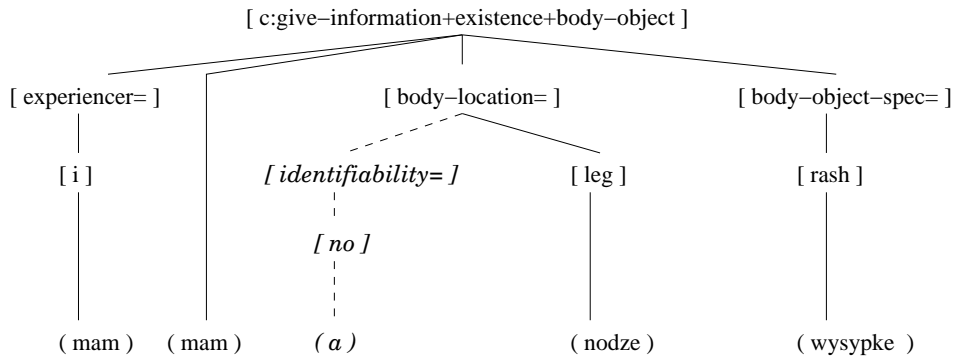 [ c:give−information+existence+body−object ]
[ experiencer= ] [ body−location= ] [ body−object−spec= ]
[ i ] [ identifiability= ] [ leg ] [ rash ]
[ no ]
( mam ) ( mam ) ( a ) ( nodze ) ( wysypke )